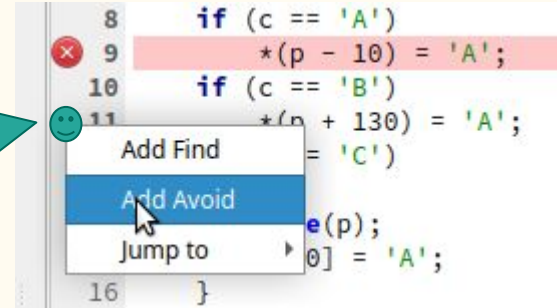 8 if (c == 'A')
9 *(p - 10) = 'A';
10 if (c == 'B')
11 *(p + 130) = 'A';
Add Find = 'C')
Add Avoid
e(p);
Jump to 0] = 'A';
16 }